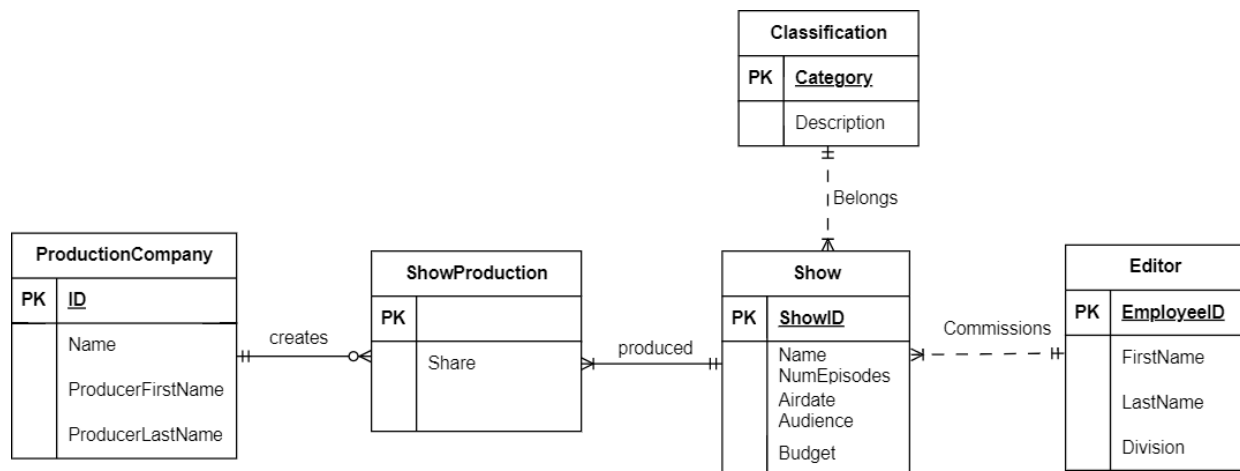 Classification
PK Category
Description
Belongs
ProductionCompany
PK ID
Name
ProducerFirstName
ProducerLastName
creates
ShowProduction
PK
Share
produced
Show
PK ShowID
Name
NumEpisodes
Airdate
Audience
Budget
Commissions
Editor
PK EmployeeID
FirstName
LastName
Division